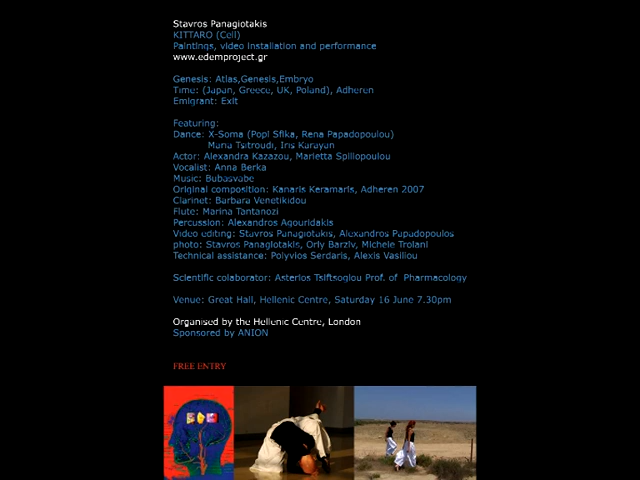 Stavros Panagiotakis
KITTARO (Cell)
Paintings, video installation and performance
www.edemproject.gr
Genesis: Atlas,Genesis,Embryo
Time: (Japan, Greece, UK, Poland), Adheren
Emigrant: Exit
Featuring:
Dance: X-Soma (Popi Sfika, Rena Papadopoulou)
Maria Tsitroudi, Iris Karayan
Actor: Alexandra Kazazou, Marietta Spiliopoulou
Vocalist: Anna Berka
Music: Bubasvabe
Original composition: Kanaris Keramaris, Adheren 2007
Clarinet: Barbara Venetikidou
Flute: Marina Tantanozi
Percussion: Alexandros Agouridakis
Video editing: Stavros Panagiotakis, Alexandros Papadopoulos
photo: Stavros Panagiotakis, Orly Barziv, Michele Troiani
Technical assistance: Polyvios Serdaris, Alexis Vasiliou
Scientific colaborator: Asterios Tsiftsoglou Prof. of Pharmacology
Venue: Great Hall, Hellenic Centre, Saturday 16 June 7.30pm
Organised by the Hellenic Centre, London
Sponsored by ANION
FREE ENTRY